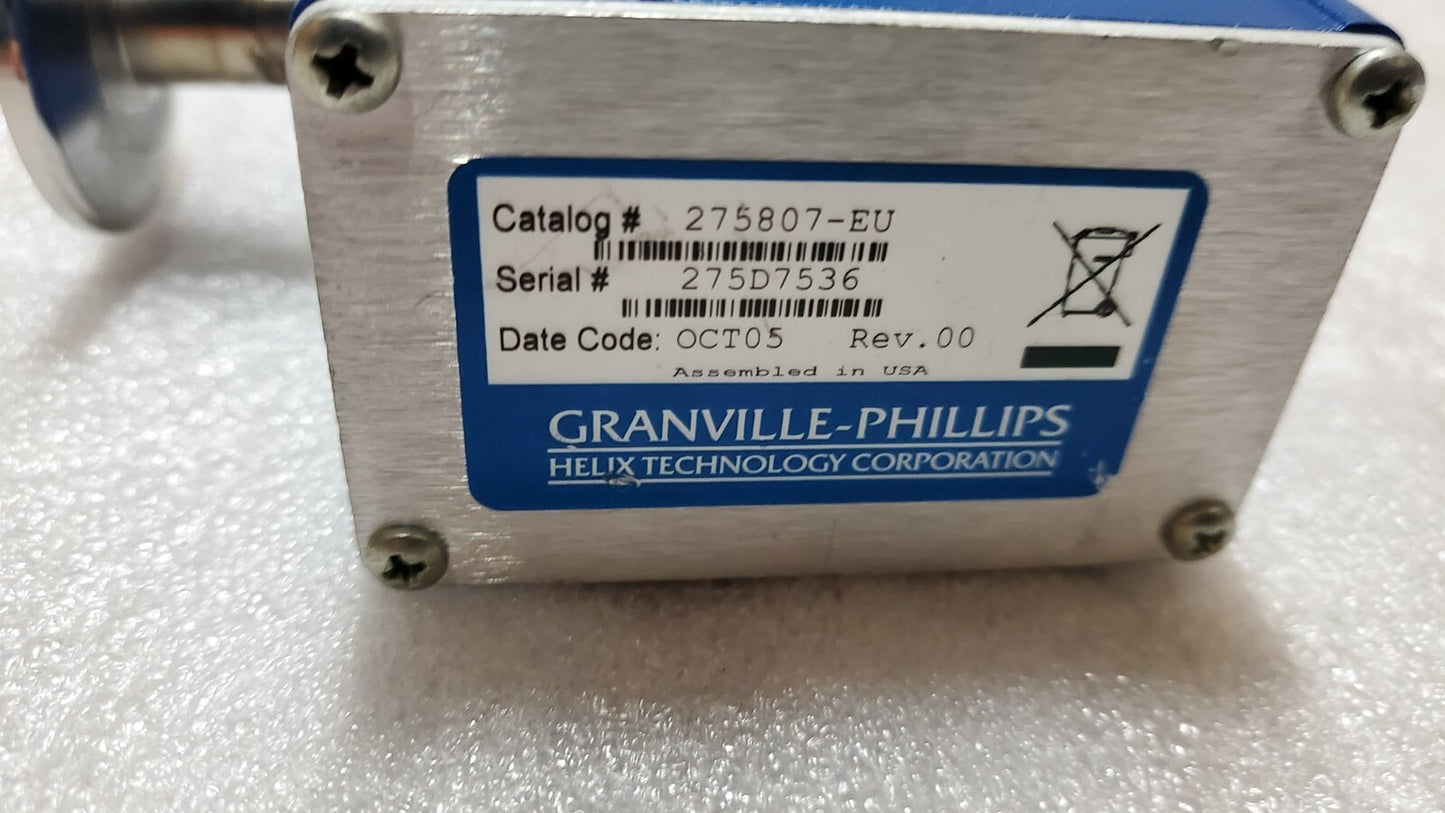 Catalog # 275807-EU
Serial # 275D7536
Date Code: OCT05 Rev.00
Assembled in USA
GRANVILLE-PHILLIPS
HELIX TECHNOLOGY CORPORATION